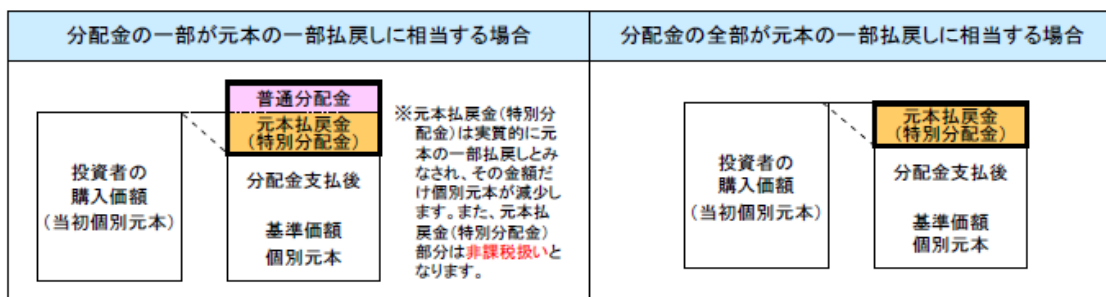 分配金の一部が元本の一部払戻しに相当する場合
普通分配金
元本払戻金
(特別分配金)
投資者の
購入価額
(当初個別元本)
分配金支払後
基準価額
個別元本
※元本払戻金(特別分
配金)は実質的に元
本の一部払戻しとみ
なされ、その金額だ
け個別元本が減少し
ます。また、元本払
戻金(特別分配金)
部分は非課税扱いと
なります。
分配金の全部が元本の一部払戻しに相当する場合
元本払戻金
(特別分配金)
投資者の
購入価額
(当初個別元本)
分配金支払後
基準価額
個別元本